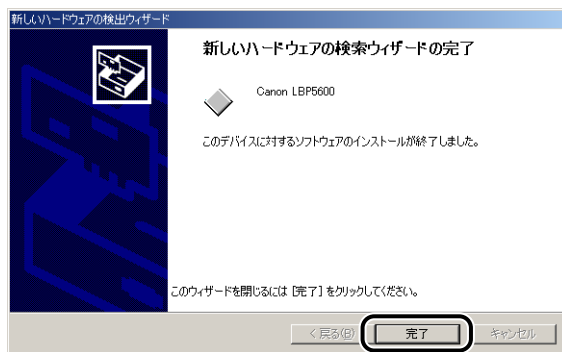 新しいハードウェアの検出ウィザード
新しいハードウェアの検索ウィザードの完了
Canon LBP5600
このデバイスに対するソフトウェアのインストールが終了しました。
このウィザードを閉じるには [完了] をクリックしてください。
< 戻る(B)
完了
キャンセル